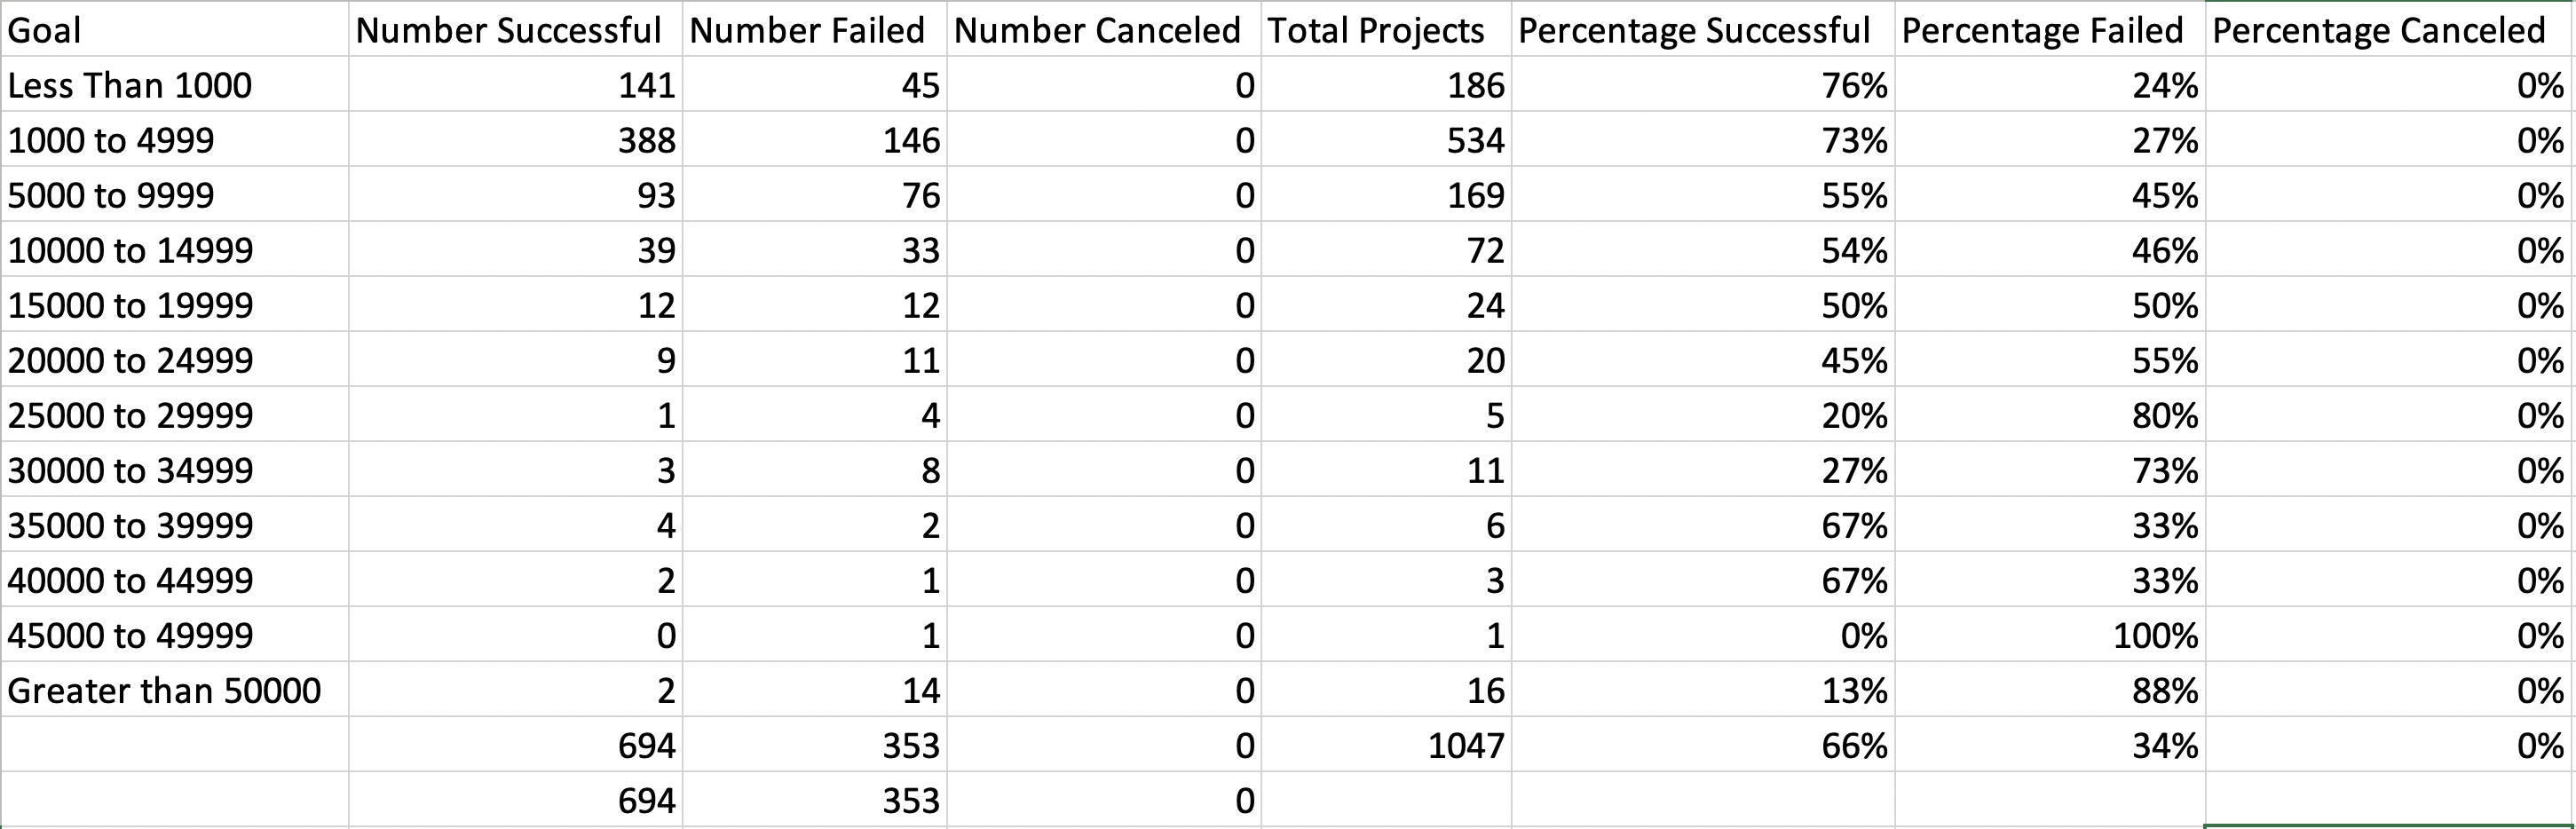 Goal Number Successful Number Failed Number Canceled Total Projects Percentage Successful Percentage Failed Percentage Canceled
Less Than 1000 141 45 0 186 76% 24% 0%
1000 to 4999 388 146 0 534 73% 27% 0%
5000 to 9999 93 76 0 169 55% 45% 0%
10000 to 14999 39 33 0 72 54% 46% 0%
15000 to 19999 12 12 0 24 50% 50% 0%
20000 to 24999 9 11 0 20 45% 55% 0%
25000 to 29999 1 4 0 5 20% 80% 0%
30000 to 34999 3 8 0 11 27% 73% 0%
35000 to 39999 4 2 0 6 67% 33% 0%
40000 to 44999 2 1 0 3 67% 33% 0%
45000 to 49999 0 1 0 1 0% 100% 0%
Greater than 50000 2 14 0 16 13% 88% 0%
694 353 0 1047 66% 34% 0%
694 353 0